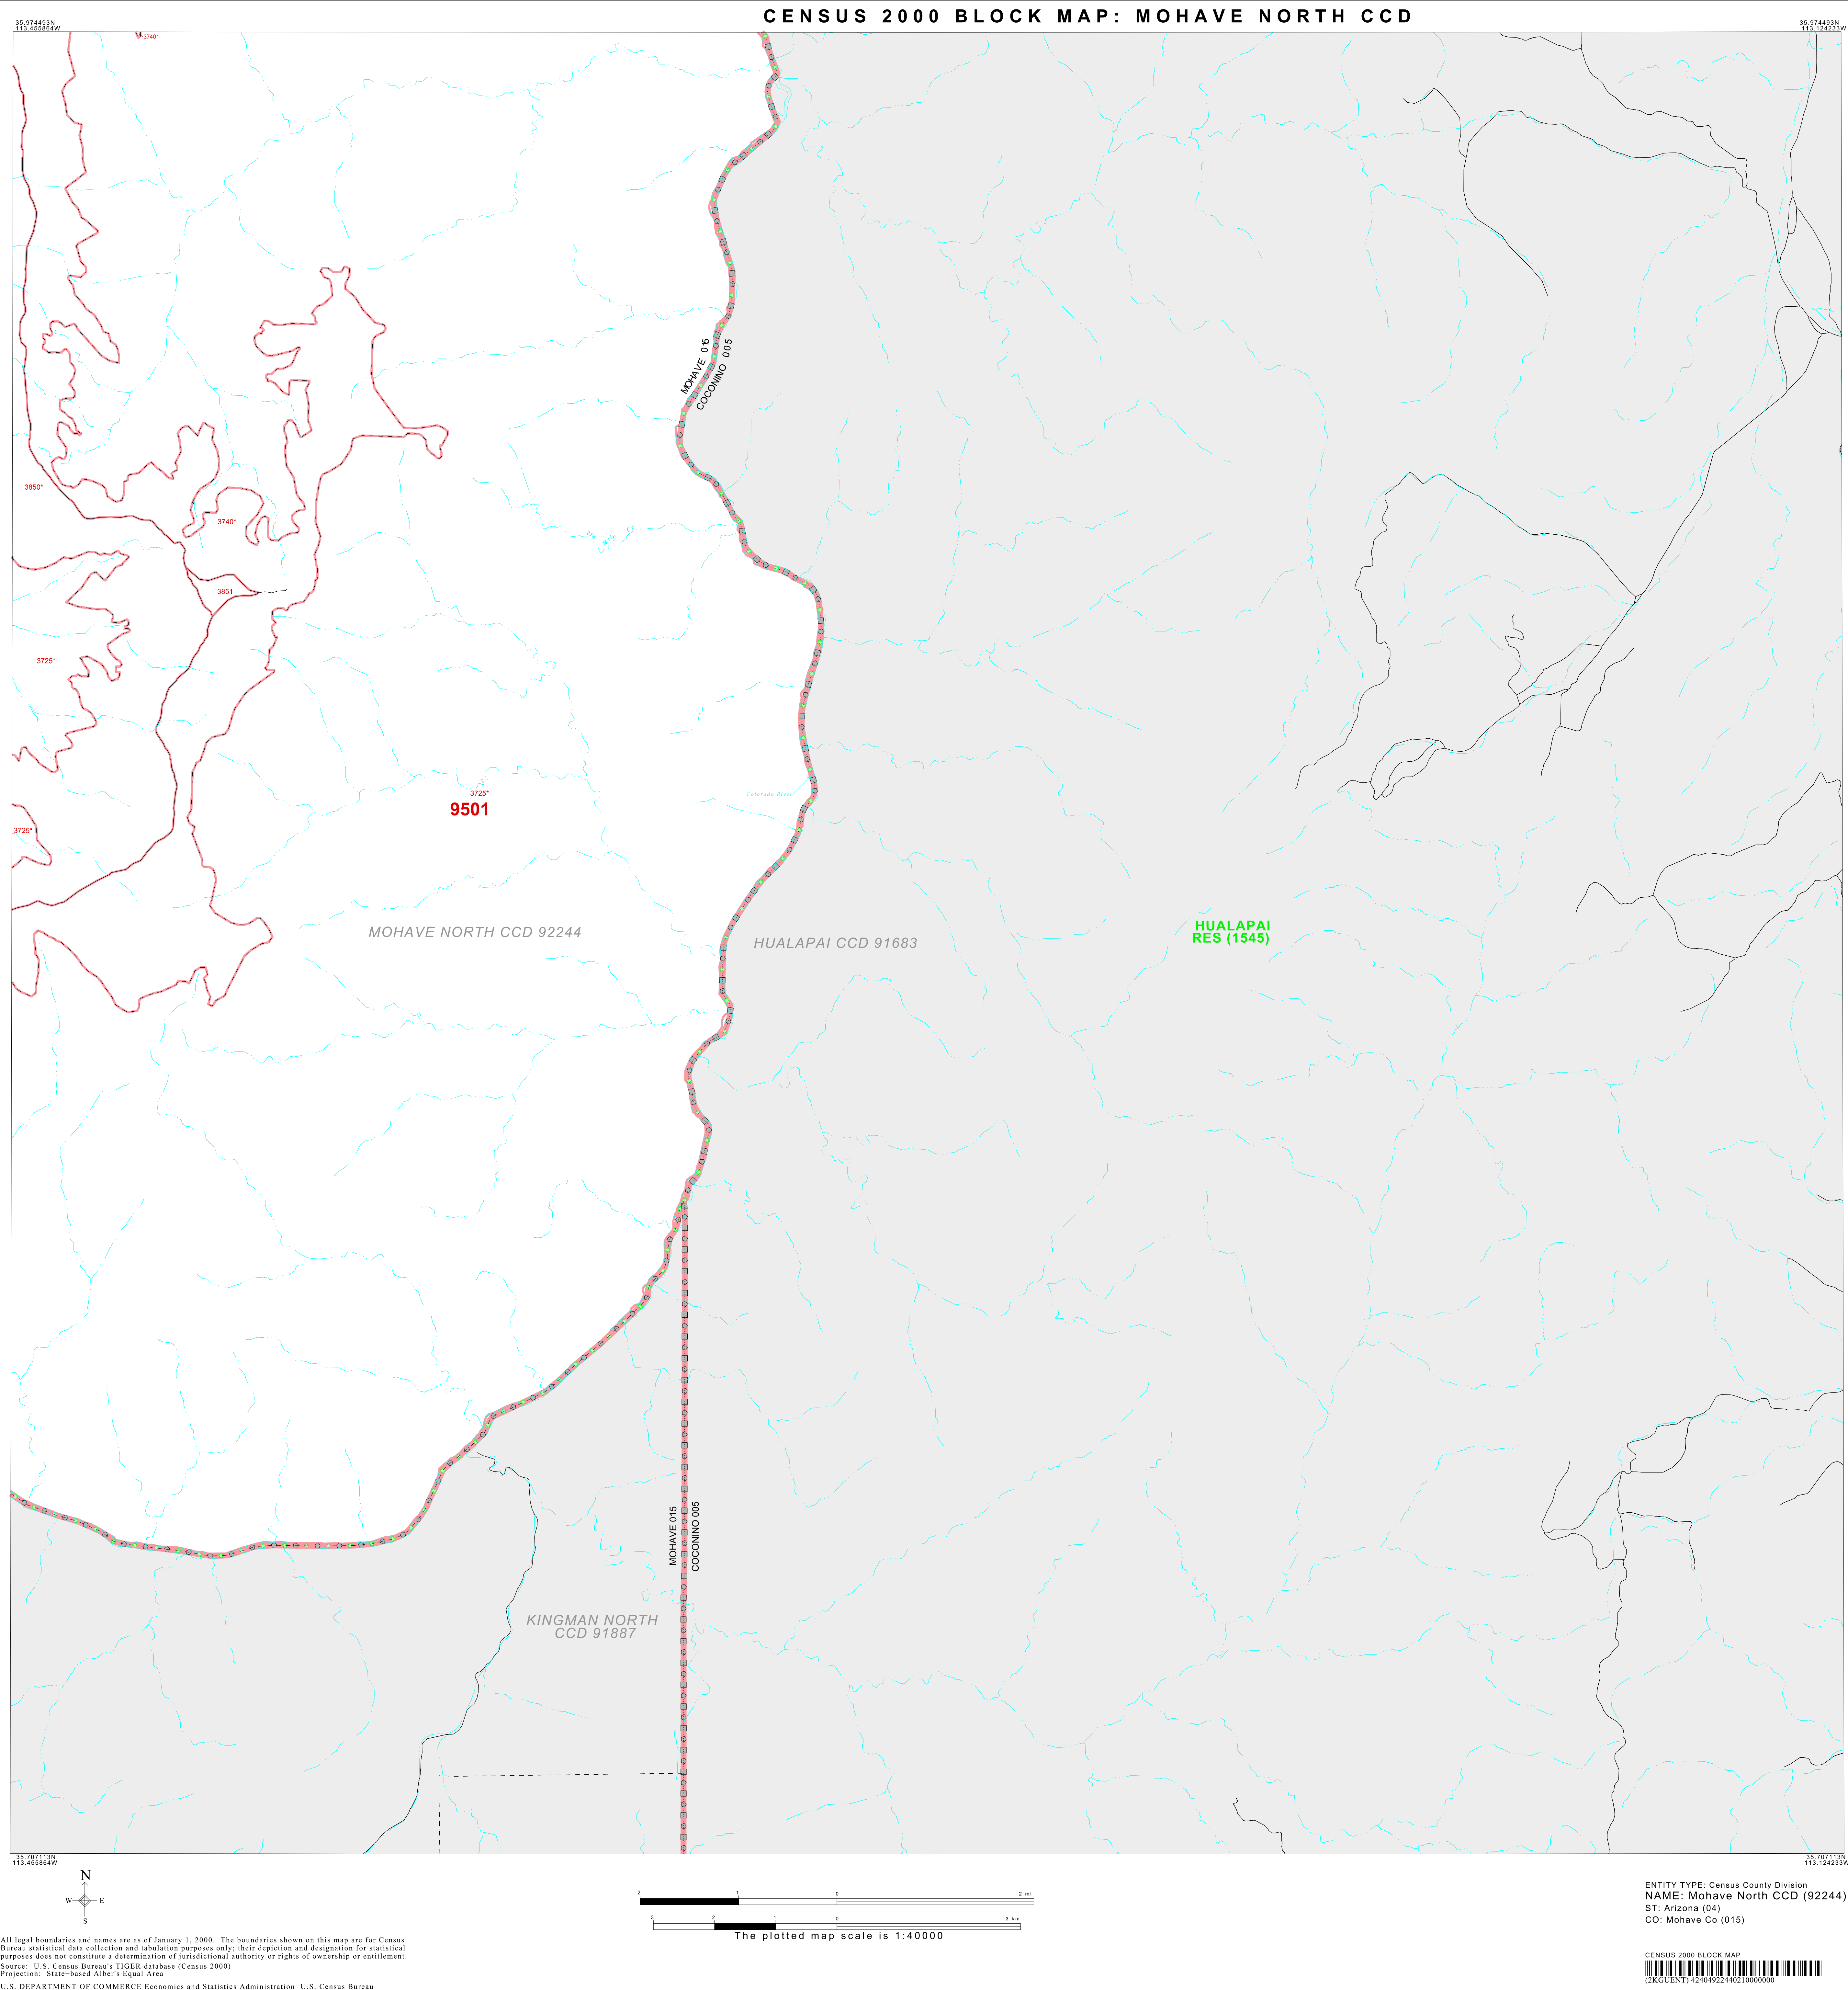 CENSUS 2000 BLOCK MAP: MOHAVE NORTH CCD
35.974493N
113.455864W
35.974493N
113.124233W
3740*
MOHAVE 015
COCONINO 005
3850*
3740*
3851
3725*
3725*
9501
Colorado River
3725*
MOHAVE NORTH CCD 92244
HUALAPAI CCD 91683
HUALAPAI
RES (1545)
MOHAVE 015
COCONINO 005
KINGMAN NORTH
CCD 91887
35.707113N
113.455864W
35.707113N
113.124233W
N
W E
S
2 1 0 2 mi
3 2 1 0 3 km
The plotted map scale is 1:40000
ENTITY TYPE: Census County Division
NAME: Mohave North CCD (92244)
ST: Arizona (04)
CO: Mohave Co (015)
All legal boundaries and names are as of January 1, 2000. The boundaries shown on this map are for Census
Bureau statistical data collection and tabulation purposes only; their depiction and designation for statistical
purposes does not constitute a determination of jurisdictional authority or rights of ownership or entitlement.
Source: U.S. Census Bureau's TIGER database (Census 2000)
Projection: State-based Alber's Equal Area
U.S. DEPARTMENT OF COMMERCE Economics and Statistics Administration U.S. Census Bureau
CENSUS 2000 BLOCK MAP
(2KGUENT) 42404922440210000000